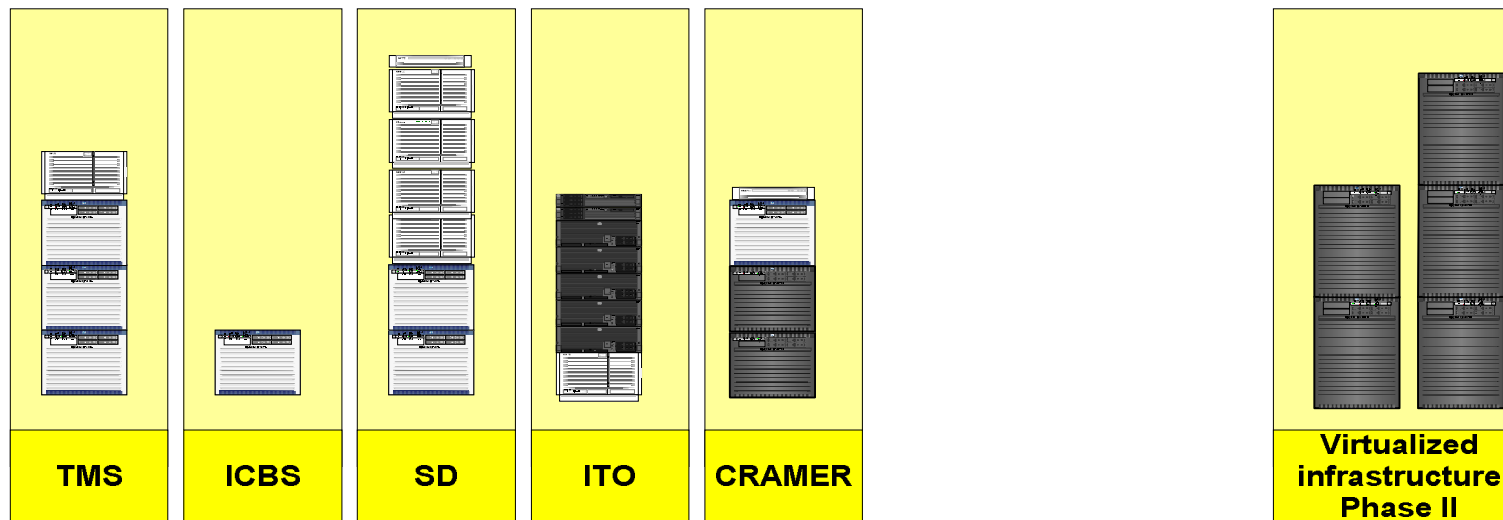 TMS
ICBS
SD
ITO
CRAMER
Virtualized
infrastructure
Phase II